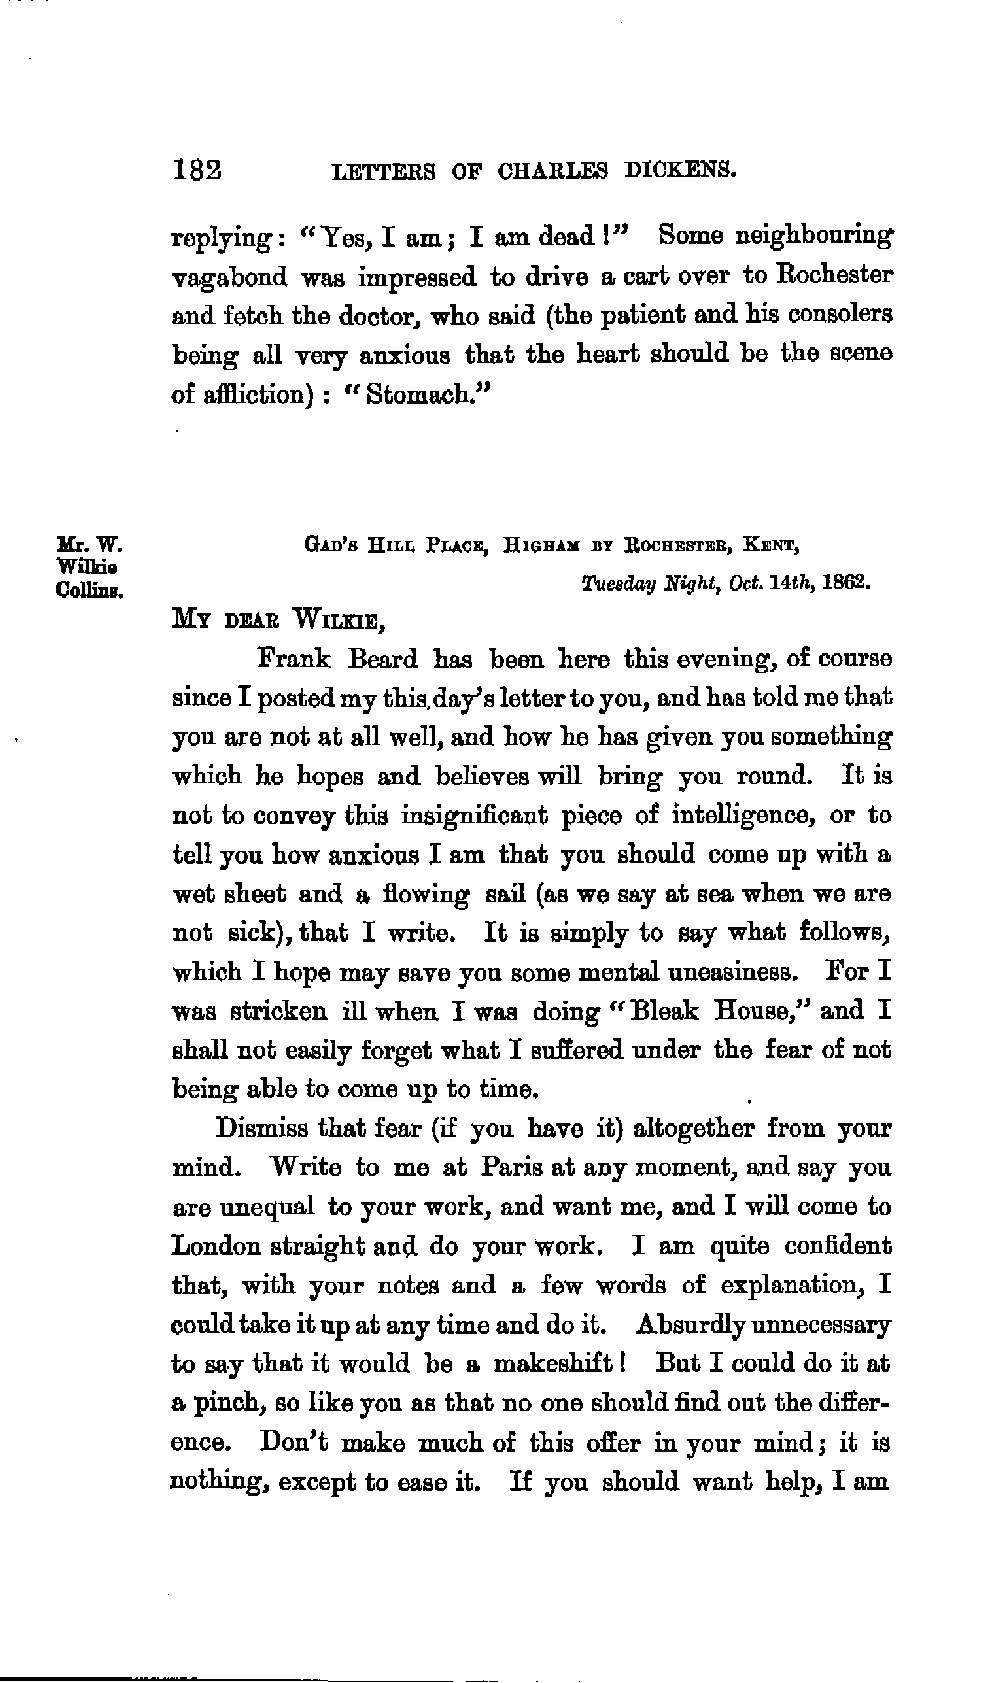 182 LETTERS OF CHARLES DICKENS.
replying: “Yes, I am; I am dead!” Some neighbouring
vagabond was impressed to drive a cart over to Rochester
and fetch the doctor, who said (the patient and his consolers
being all very anxious that the heart should be the scene
of affliction): “Stomach.”
Mr. W.
Wilkie
Collins.
GAD’S HILL PLACE, HIGHAM BY ROCHESTER, KENT,
Tuesday Night, Oct. 14th, 1862.
MY DEAR WILKIE,
Frank Beard has been here this evening, of course
since I posted my this day’s letter to you, and has told me that
you are not at all well, and how he has given you something
which he hopes and believes will bring you round. It is
not to convey this insignificant piece of intelligence, or to
tell you how anxious I am that you should come up with a
wet sheet and a flowing sail (as we say at sea when we are
not sick), that I write. It is simply to say what follows,
which I hope may save you some mental uneasiness. For I
was stricken ill when I was doing “Bleak House,” and I
shall not easily forget what I suffered under the fear of not
being able to come up to time.
Dismiss that fear (if you have it) altogether from your
mind. Write to me at Paris at any moment, and say you
are unequal to your work, and want me, and I will come to
London straight and do your work. I am quite confident
that, with your notes and a few words of explanation, I
could take it up at any time and do it. Absurdly unnecessary
to say that it would be a makeshift! But I could do it at
a pinch, so like you as that no one should find out the differ-
ence. Don’t make much of this offer in your mind; it is
nothing, except to ease it. If you should want help, I am